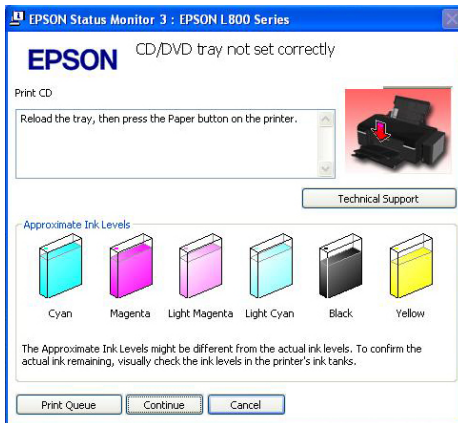 EPSON Status Monitor 3 : EPSON L800 Series
EPSON
CD/DVD tray not set correctly
Print CD
Reload the tray, then press the Paper button on the printer.
Technical Support
Approximate Ink Levels
Cyan Magenta Light Magenta Light Cyan Black Yellow
The Approximate Ink Levels might be different from the actual ink levels. To confirm the
actual ink remaining, visually check the ink levels in the printer's ink tanks.
Print Queue Continue Cancel